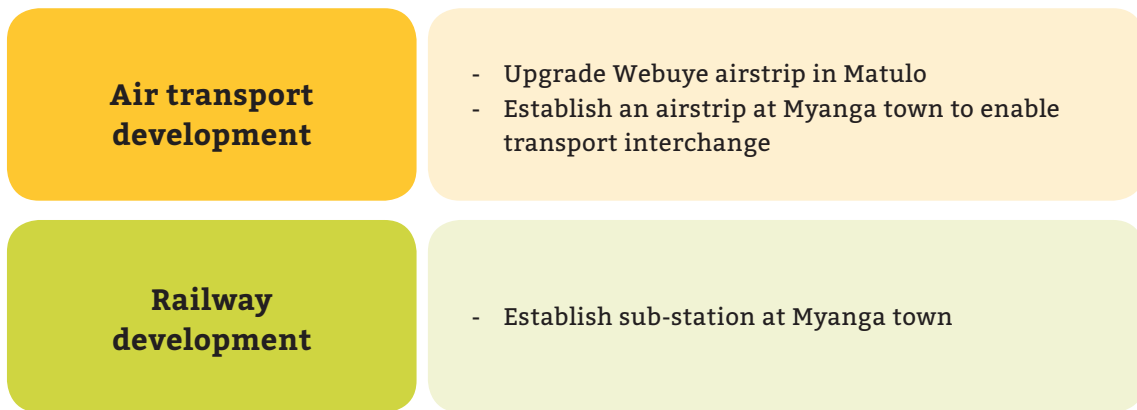 Air transport
development
- Upgrade Webuye airstrip in Matulo
- Establish an airstrip at Myanga town to enable
transport interchange
Railway
development
- Establish sub-station at Myanga town